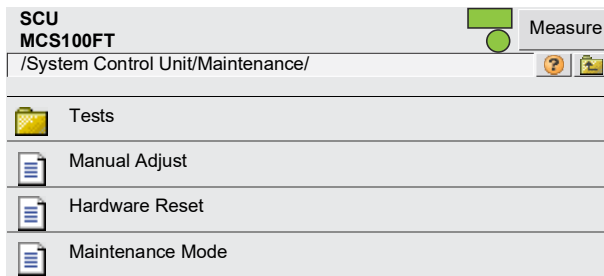 SCU
MCS100FT
Measure
/System Control Unit/Maintenance/
?
Tests
Manual Adjust
Hardware Reset
Maintenance Mode